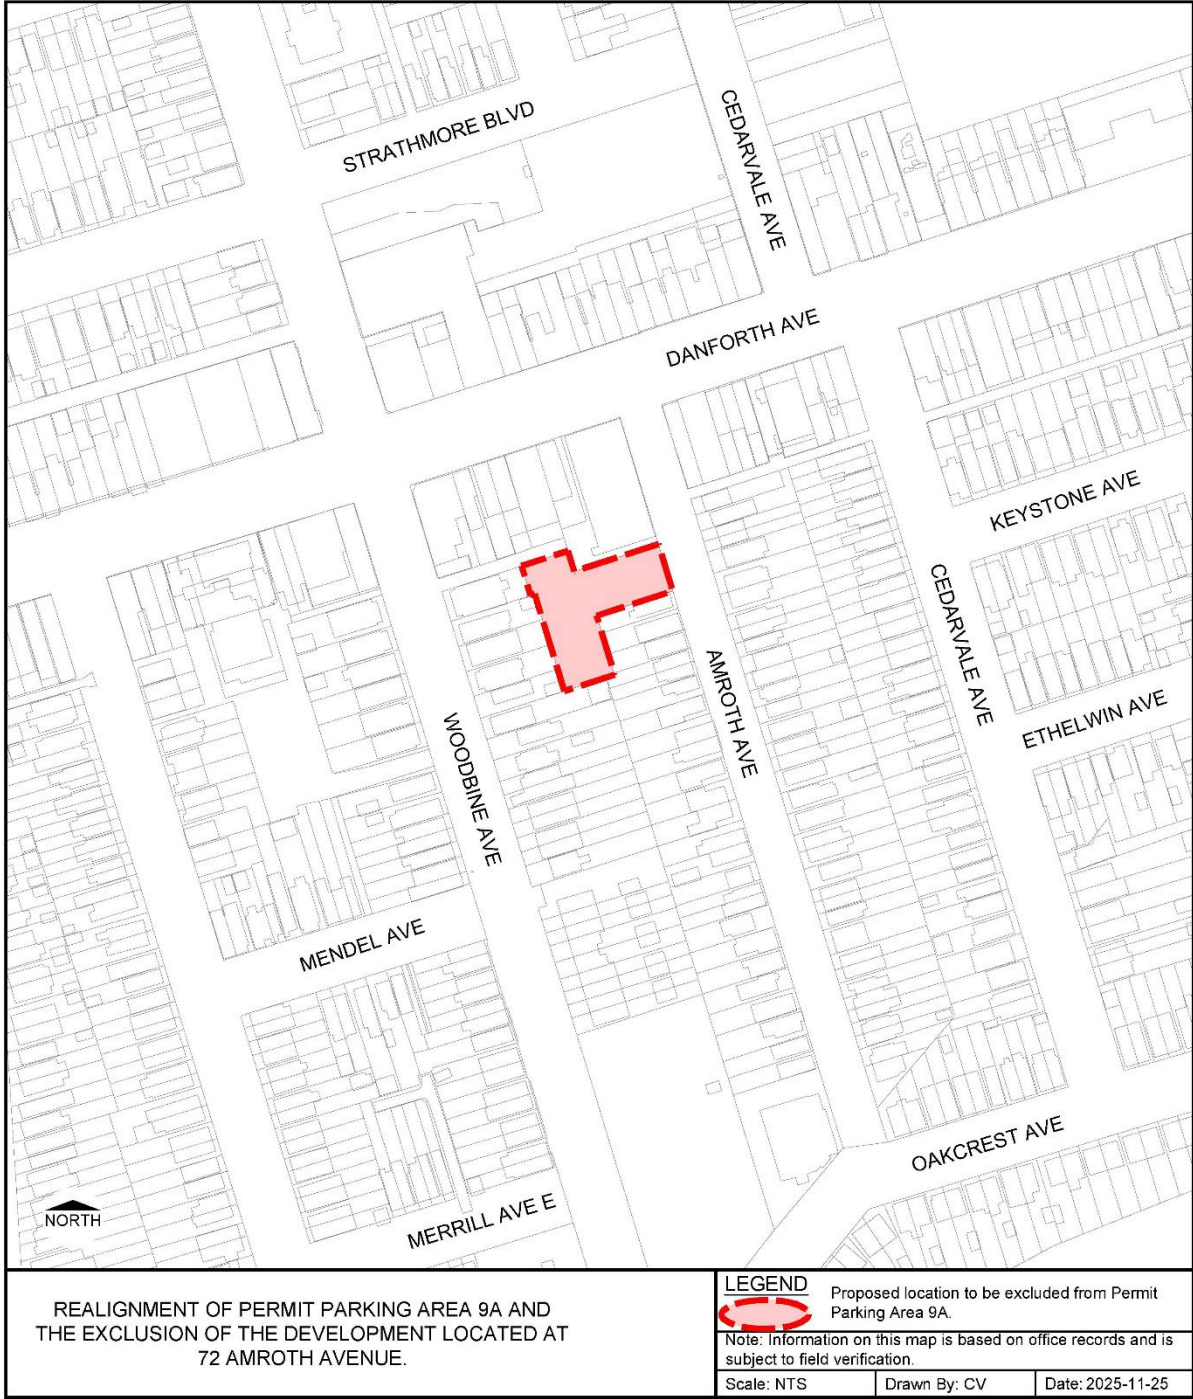 STRATHMORE BLVD
CEDARVALE AVE
DANFORTH AVE
KEYSTONE AVE
CEDARVALE AVE
AMROTH AVE
ETHELWIN AVE
WOODBINE AVE
MENDEL AVE
OAKCREST AVE
MERRILL AVE E
NORTH
REALIGNMENT OF PERMIT PARKING AREA 9A AND
THE EXCLUSION OF THE DEVELOPMENT LOCATED AT
72 AMROTH AVENUE.
LEGEND
Proposed location to be excluded from Permit
Parking Area 9A.
Note: Information on this map is based on office records and is
subject to field verification.
Scale: NTS
Drawn By: CV
Date: 2025-11-25